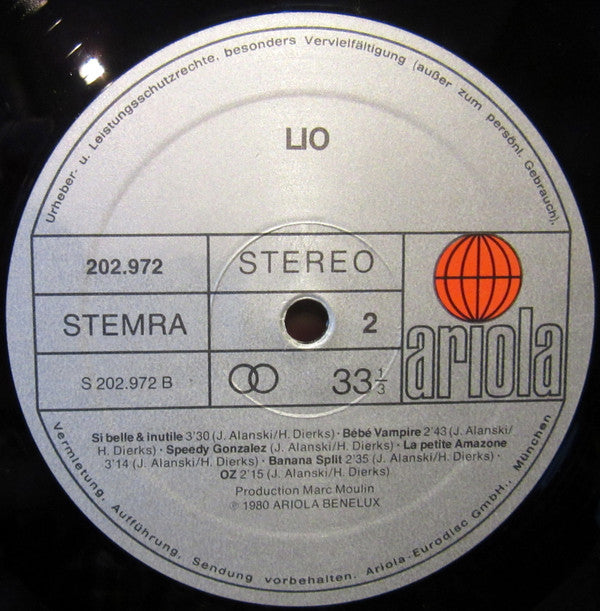 Urheber- u. Leistungsschutzrechte, besonders Vervielfältigung (außer zum persönl. Gebrauch),
LIO
202.972
STEREO
STEMRA
2
S 202.972 B
33 1/3
ariola
Si belle & inutile 3'30 (J. Alanski/H. Dierks) · Bébé Vampire 2'43 (J. Alanski/
H. Dierks) · Speedy Gonzalez (J. Alanski/H. Dierks) · La petite Amazone
3'14 (J. Alanski/H. Dierks) · Banana Split 2'35 (J. Alanski/H. Dierks) ·
OZ 2'15 (J. Alanski/H. Dierks)
Production Marc Moulin
℗ 1980 ARIOLA BENELUX
Vermietung, Aufführung, Sendung vorbehalten. Ariola-Eurodisc GmbH., München